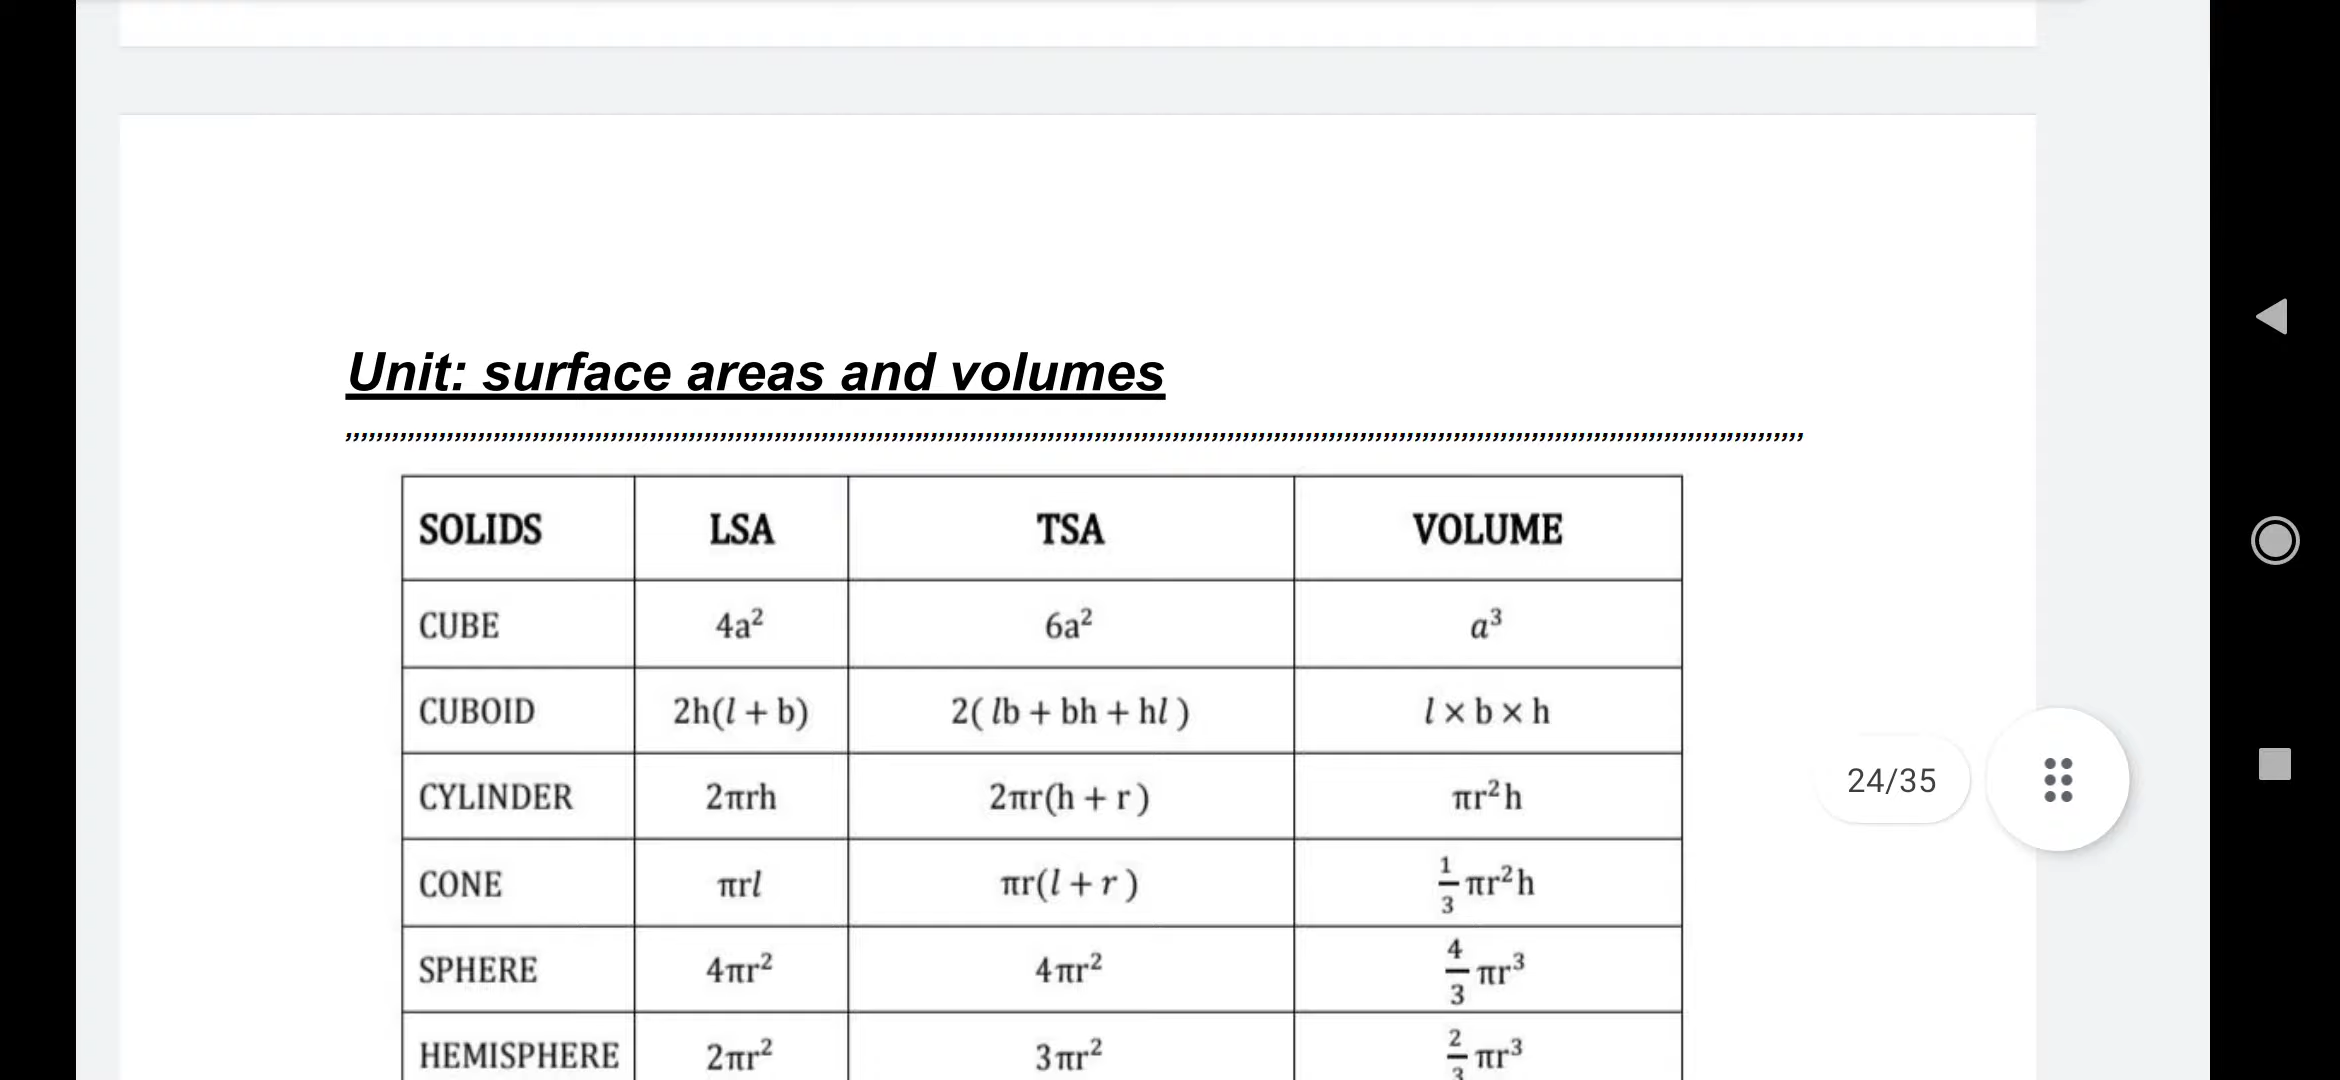 Unit: surface areas and volumes
,,,,,,,,,,,,,,,,,,,,,,,,,,,,,,,,,,,,,,,,,,,,,,,,,,,,,,,,,,,,,,,,,,,,,,,,,,,,,,,,,,,,,,,,,,,,,,,,,,,,,,,,,,,,,,,,,,,,,,,,,,,,,,,,,,,,,,,,,,,,,,,,,,,,,,,,,,,,,,,,,,,,,,,,,,,,,,,,,,,,,,
SOLIDS LSA TSA VOLUME
CUBE 4a² 6a² a³
CUBOID 2h(l + b) 2( lb + bh + hl ) l × b × h
CYLINDER 2πrh 2πr(h + r ) πr²h
CONE πrl πr(l + r ) 1/3 πr²h
SPHERE 4πr² 4πr² 4/3 πr³
HEMISPHERE 2πr² 3πr² 2/3 πr³
24/35